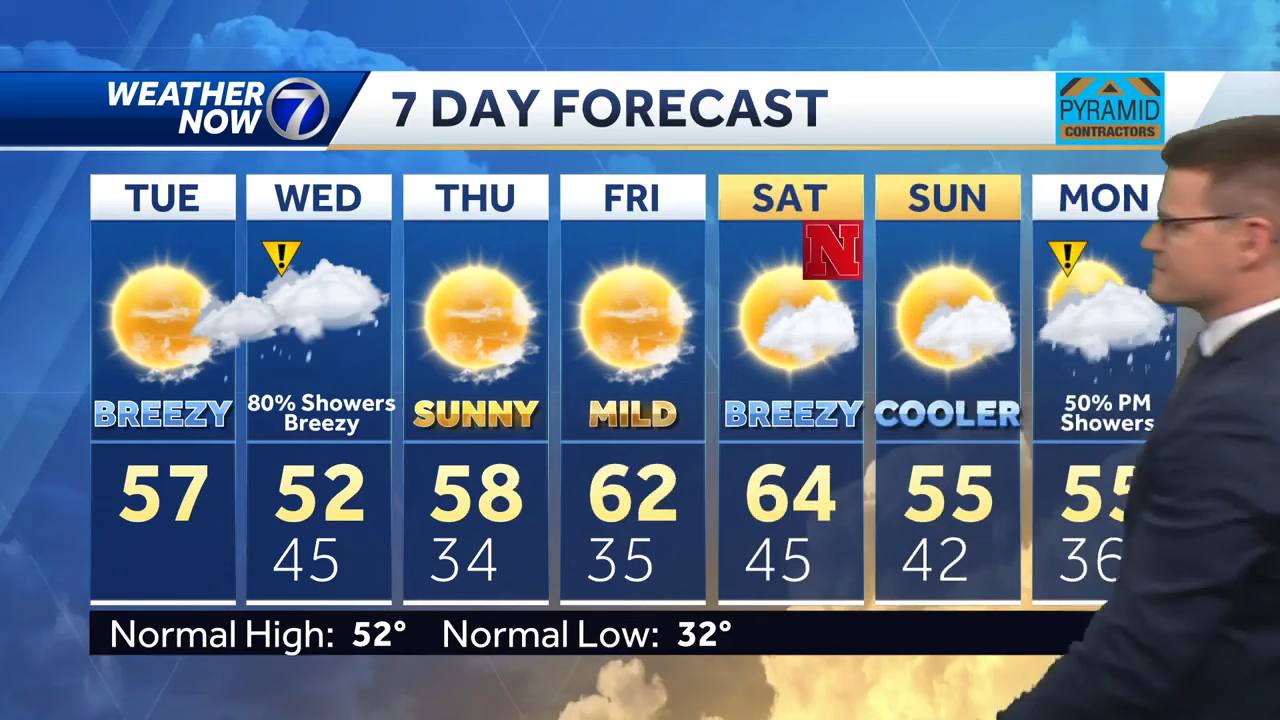 WEATHER
NOW 7
7 DAY FORECAST
PYRAMID
CONTRACTORS
TUE WED THU FRI SAT SUN MON
! N !
BREEZY 80% Showers Breezy SUNNY MILD BREEZY COOLER 50% PM Showers
57 52 58 62 64 55 55
45 34 35 45 42 36
Normal High: 52° Normal Low: 32°